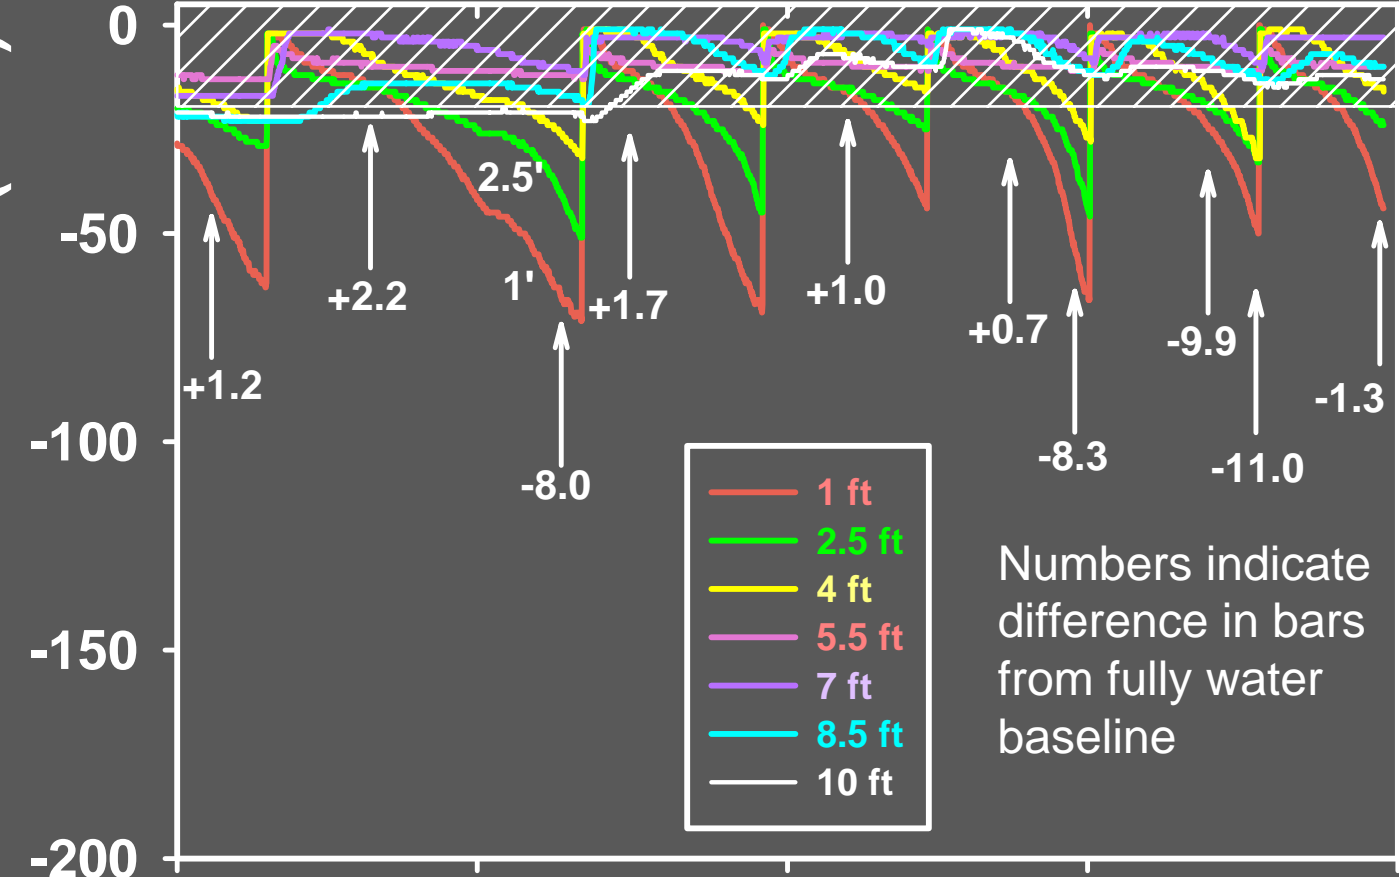 0
-50
-100
-150
-200
2.5'
1'
+1.2
+2.2
-8.0
+1.7
+1.0
+0.7
-8.3
-9.9
-11.0
-1.3
1 ft
2.5 ft
4 ft
5.5 ft
7 ft
8.5 ft
10 ft
Numbers indicate
difference in bars
from fully water
baseline